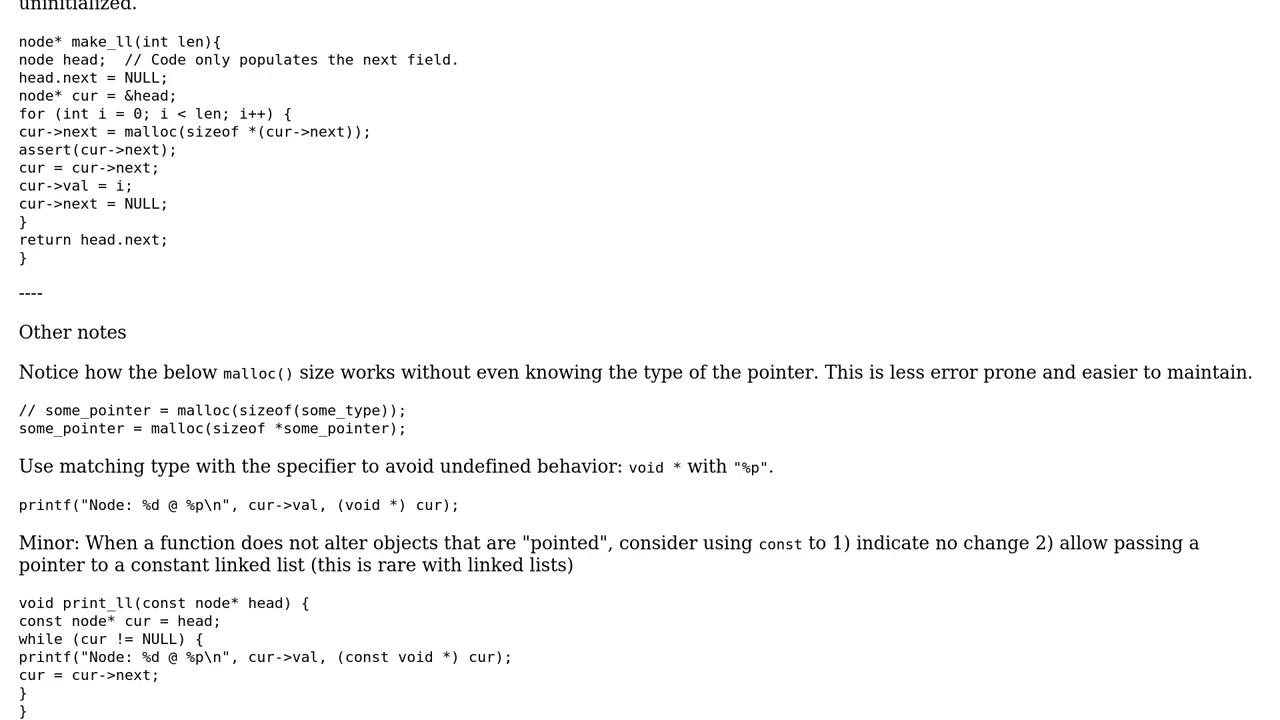 uninitialized.
node* make_ll(int len){
node head;  // Code only populates the next field.
head.next = NULL;
node* cur = &head;
for (int i = 0; i < len; i++) {
cur->next = malloc(sizeof *(cur->next));
assert(cur->next);
cur = cur->next;
cur->val = i;
cur->next = NULL;
}
return head.next;
}
----
Other notes
Notice how the below malloc() size works without even knowing the type of the pointer. This is less error prone and easier to maintain.
// some_pointer = malloc(sizeof(some_type));
some_pointer = malloc(sizeof *some_pointer);
Use matching type with the specifier to avoid undefined behavior: void * with "%p".
printf("Node: %d @ %p\n", cur->val, (void *) cur);
Minor: When a function does not alter objects that are "pointed", consider using const to 1) indicate no change 2) allow passing a
pointer to a constant linked list (this is rare with linked lists)
void print_ll(const node* head) {
const node* cur = head;
while (cur != NULL) {
printf("Node: %d @ %p\n", cur->val, (const void *) cur);
cur = cur->next;
}
}